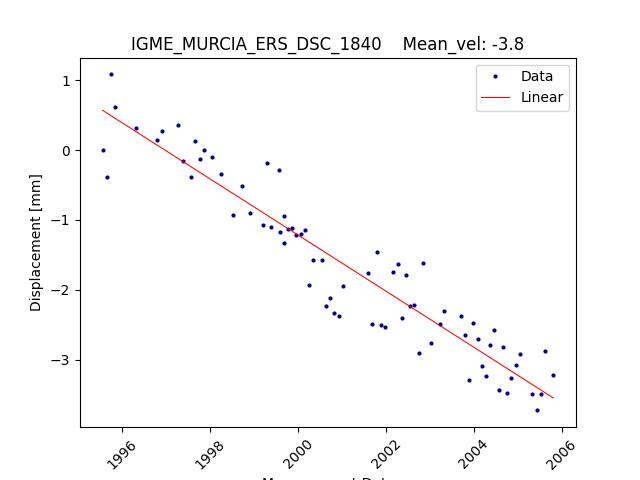 IGME_MURCIA_ERS_DSC_1840 Mean_vel: -3.8
Data
Linear
Displacement [mm]
1
0
−1
−2
−3
1996
1998
2000
2002
2004
2006